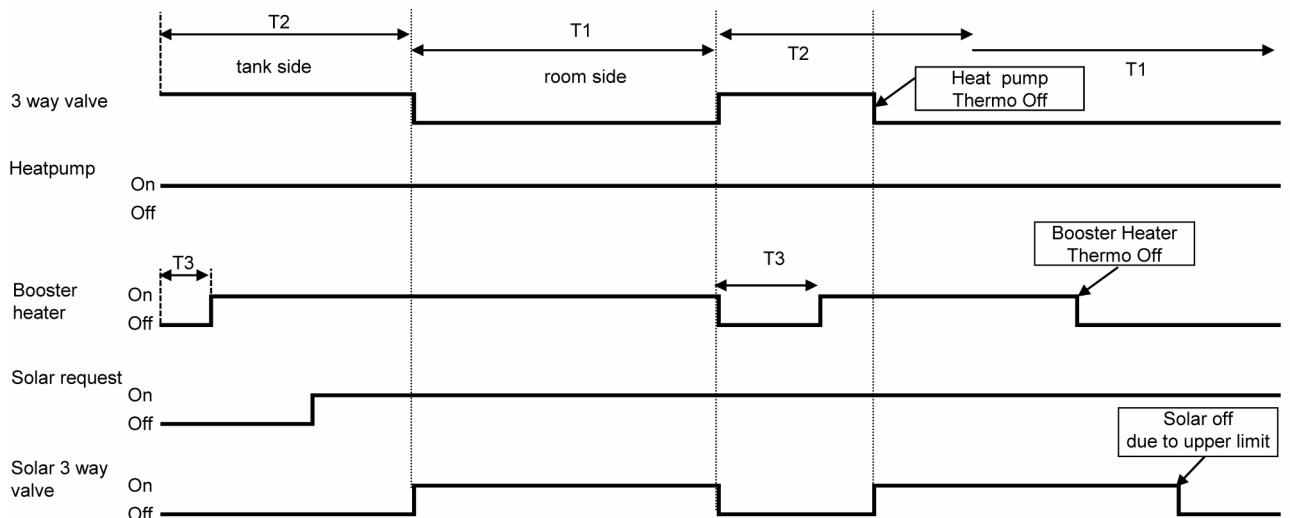 T2
T1
T2
T1
tank side
room side
3 way valve
Heat pump
Thermo Off
Heatpump
On
Off
Booster Heater
Thermo Off
T3
T3
Booster
heater
On
Off
Solar request
On
Off
Solar off
due to upper limit
Solar 3 way
valve
On
Off